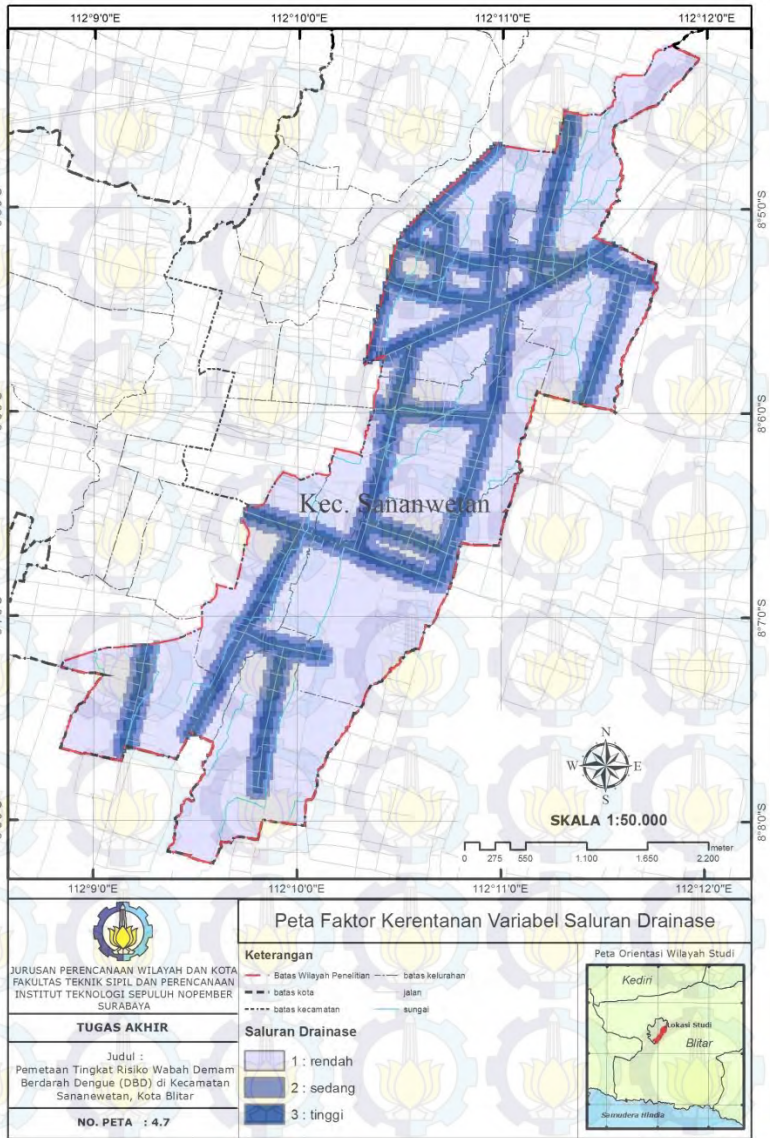 112°9'0"E 112°10'0"E 112°11'0"E 112°12'0"E
8°5'0"S
8°6'0"S
Kec. Sananwetan
8°7'0"S
8°8'0"S
N
W E
S
SKALA 1:50.000
0 275 550 1.100 1.650 2.200 meter
112°9'0"E 112°10'0"E 112°11'0"E 112°12'0"E
JURUSAN PERENCANAAN WILAYAH DAN KOTA
FAKULTAS TEKNIK SIPIL DAN PERENCANAAN
INSTITUT TEKNOLOGI SEPULUH NOPEMBER
SURABAYA
TUGAS AKHIR
Judul :
Pemetaan Tingkat Risiko Wabah Demam
Berdarah Dengue (DBD) di Kecamatan
Sananewetan, Kota Blitar
NO. PETA : 4.7
Peta Faktor Kerentanan Variabel Saluran Drainase
Keterangan
Batas Wilayah Penelitian batas kelurahan
batas kota jalan
batas kecamatan sungai
Saluran Drainase
1 : rendah
2 : sedang
3 : tinggi
Peta Orientasi Wilayah Studi
Kediri
Lokasi Studi
Blitar
Samudera Hindia